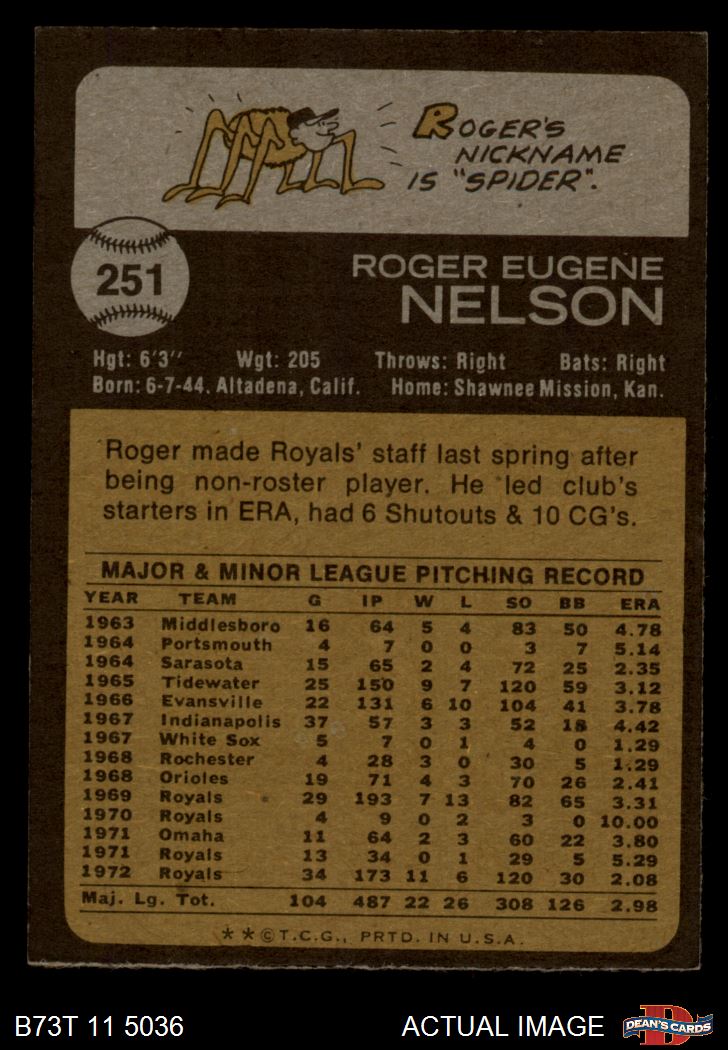 ROGER'S
NICKNAME
IS "SPIDER".
251
ROGER EUGENE
NELSON
Hgt: 6'3" Wgt: 205 Throws: Right Bats: Right
Born: 6-7-44, Altadena, Calif. Home: Shawnee Mission, Kan.
Roger made Royals' staff last spring after
being non-roster player. He led club's
starters in ERA, had 6 Shutouts & 10 CG's.
MAJOR & MINOR LEAGUE PITCHING RECORD
YEAR TEAM G IP W L SO BB ERA
1963 Middlesboro 16 64 5 4 83 50 4.78
1964 Portsmouth 4 7 0 0 3 7 5.14
1964 Sarasota 15 65 2 4 72 25 2.35
1965 Tidewater 25 150 9 7 120 59 3.12
1966 Evansville 22 131 6 10 104 41 3.78
1967 Indianapolis 37 57 3 3 52 18 4.42
1967 White Sox 5 7 0 1 4 0 1.29
1968 Rochester 4 28 3 0 30 5 1.29
1968 Orioles 19 71 4 3 70 26 2.41
1969 Royals 29 193 7 13 82 65 3.31
1970 Royals 4 9 0 2 3 0 10.00
1971 Omaha 11 64 2 3 60 22 3.80
1971 Royals 13 34 0 1 29 5 5.29
1972 Royals 34 173 11 6 120 30 2.08
Maj. Lg. Tot. 104 487 22 26 308 126 2.98
**©T.C.G., PRTD. IN U.S.A.
B73T 11 5036 ACTUAL IMAGE DEAN'S CARDS